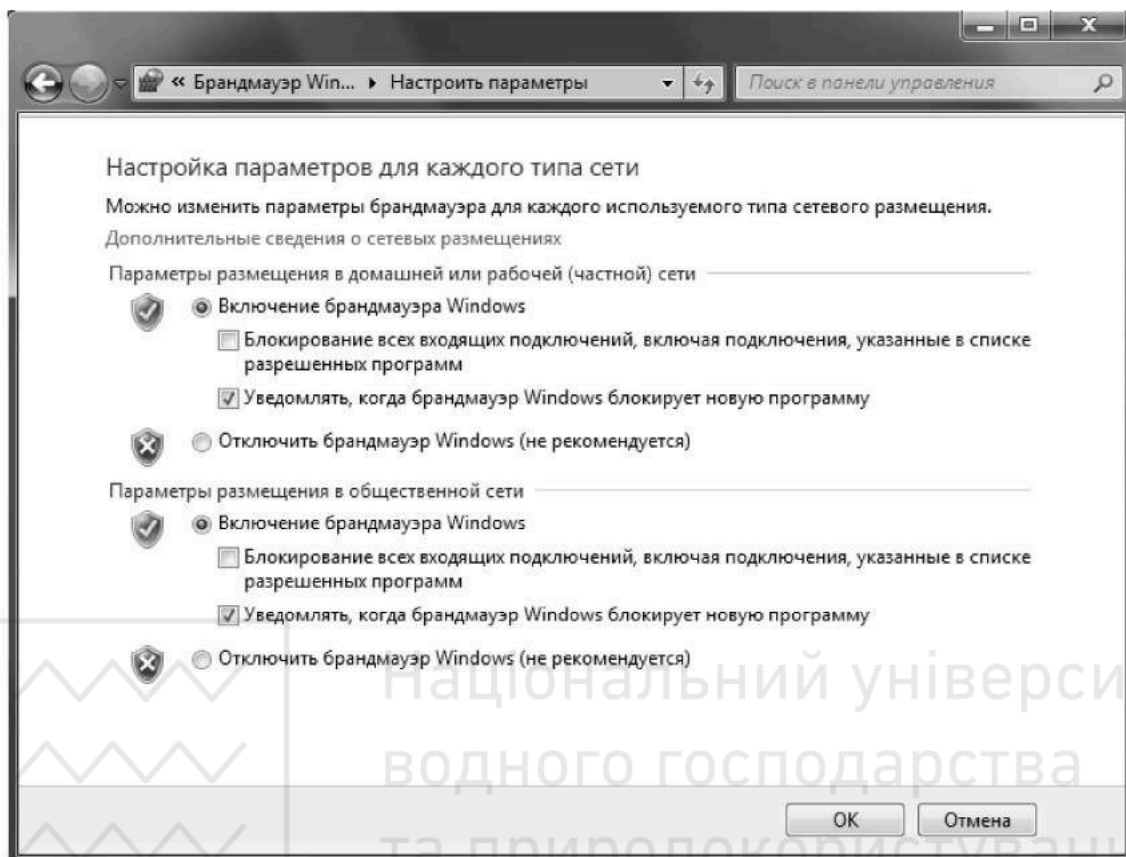 « Брандмауэр Win... ▸ Настроить параметры
Поиск в панели управления
Настройка параметров для каждого типа сети
Можно изменить параметры брандмауэра для каждого используемого типа сетевого размещения.
Дополнительные сведения о сетевых размещениях
Параметры размещения в домашней или рабочей (частной) сети
Включение брандмауэра Windows
Блокирование всех входящих подключений, включая подключения, указанные в списке
разрешенных программ
Уведомлять, когда брандмауэр Windows блокирует новую программу
Отключить брандмауэр Windows (не рекомендуется)
Параметры размещения в общественной сети
Включение брандмауэра Windows
Блокирование всех входящих подключений, включая подключения, указанные в списке
разрешенных программ
Уведомлять, когда брандмауэр Windows блокирует новую программу
Отключить брандмауэр Windows (не рекомендуется)
Національний універси
водного господарства
OK Отмена
та природокористуван